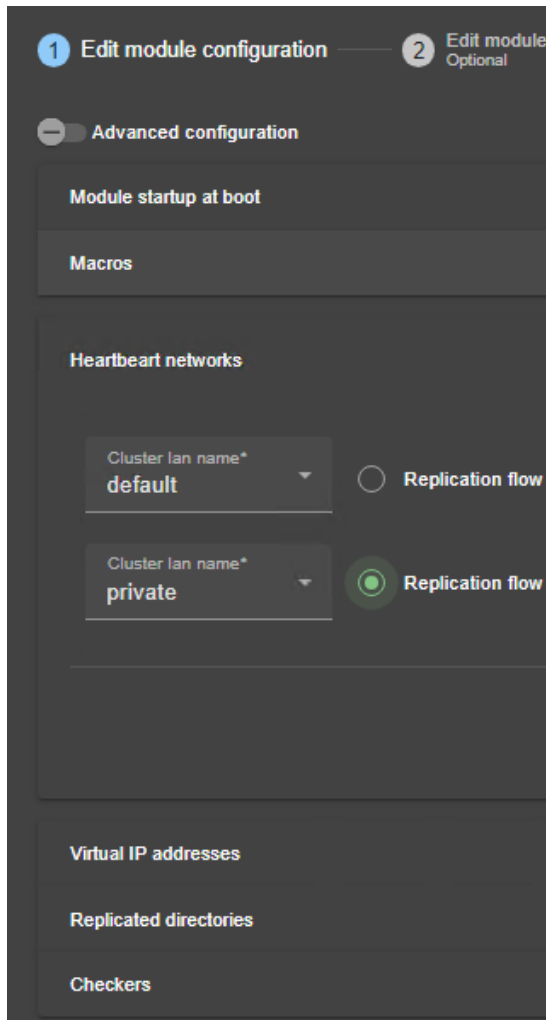 1 Edit module configuration 2 Edit module
Optional
Advanced configuration
Module startup at boot
Macros
Heartbeart networks
Cluster lan name*
default
Replication flow
Cluster lan name*
private
Replication flow
Virtual IP addresses
Replicated directories
Checkers